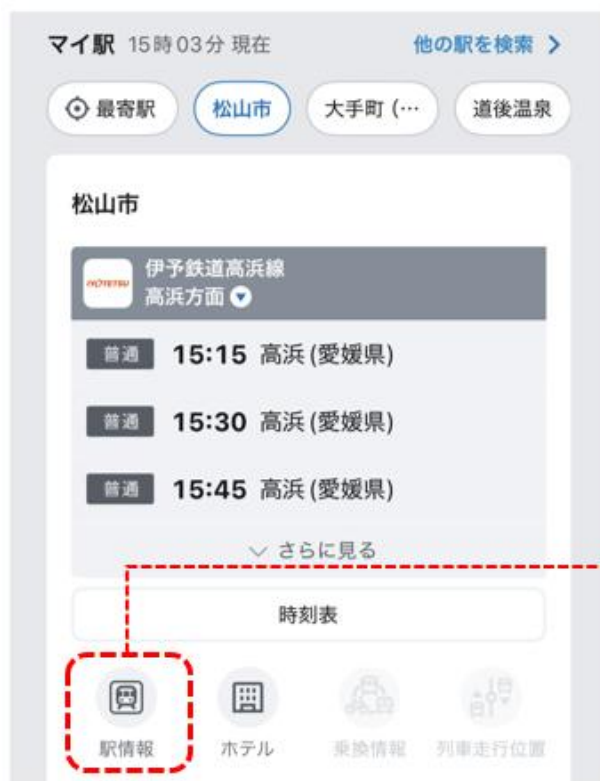 マイ駅 15時03分 現在
他の駅を検索
最寄駅
松山市
大手町 (…
道後温泉
松山市
IYOTETSU
伊予鉄道高浜線
高浜方面
普通 15:15 高浜 (愛媛県)
普通 15:30 高浜 (愛媛県)
普通 15:45 高浜 (愛媛県)
さらに見る
時刻表
駅情報
ホテル
乗換情報
列車走行位置